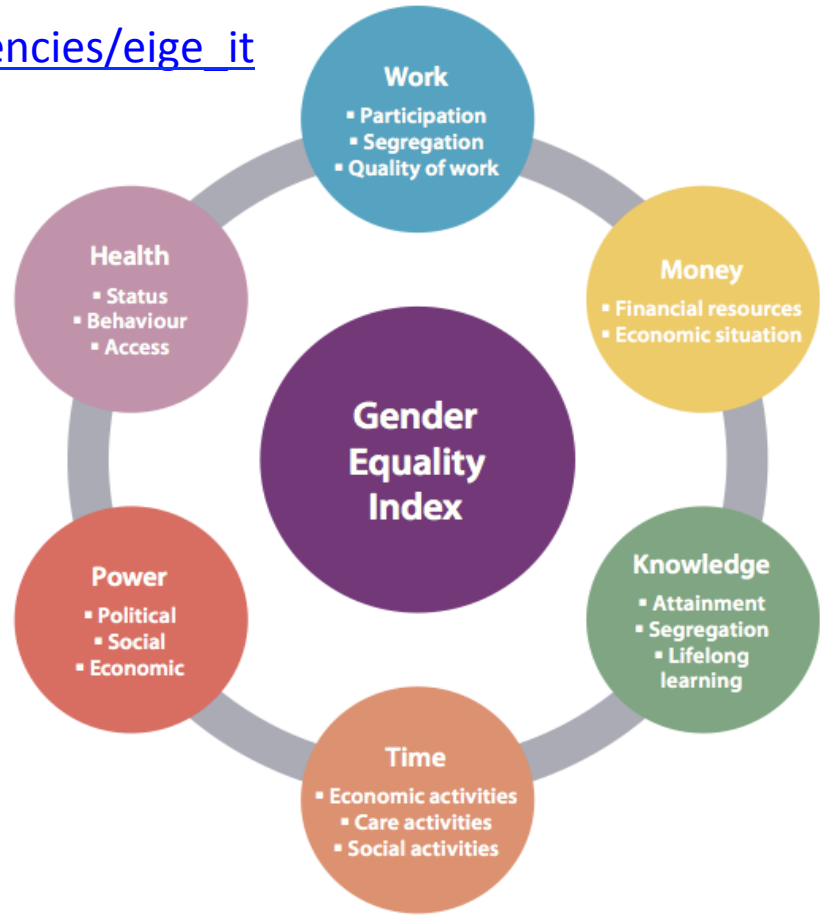 encies/eige_it
Work
▪ Participation
▪ Segregation
▪ Quality of work
Money
▪ Financial resources
▪ Economic situation
Knowledge
▪ Attainment
▪ Segregation
▪ Lifelong
learning
Time
▪ Economic activities
▪ Care activities
▪ Social activities
Power
▪ Political
▪ Social
▪ Economic
Health
▪ Status
▪ Behaviour
▪ Access
Gender
Equality
Index